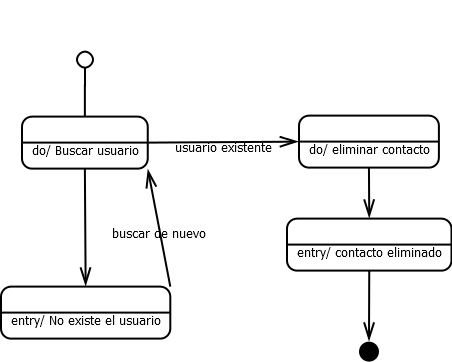 do/ Buscar usuario
usuario existente
do/ eliminar contacto
buscar de nuevo
entry/ contacto eliminado
entry/ No existe el usuario